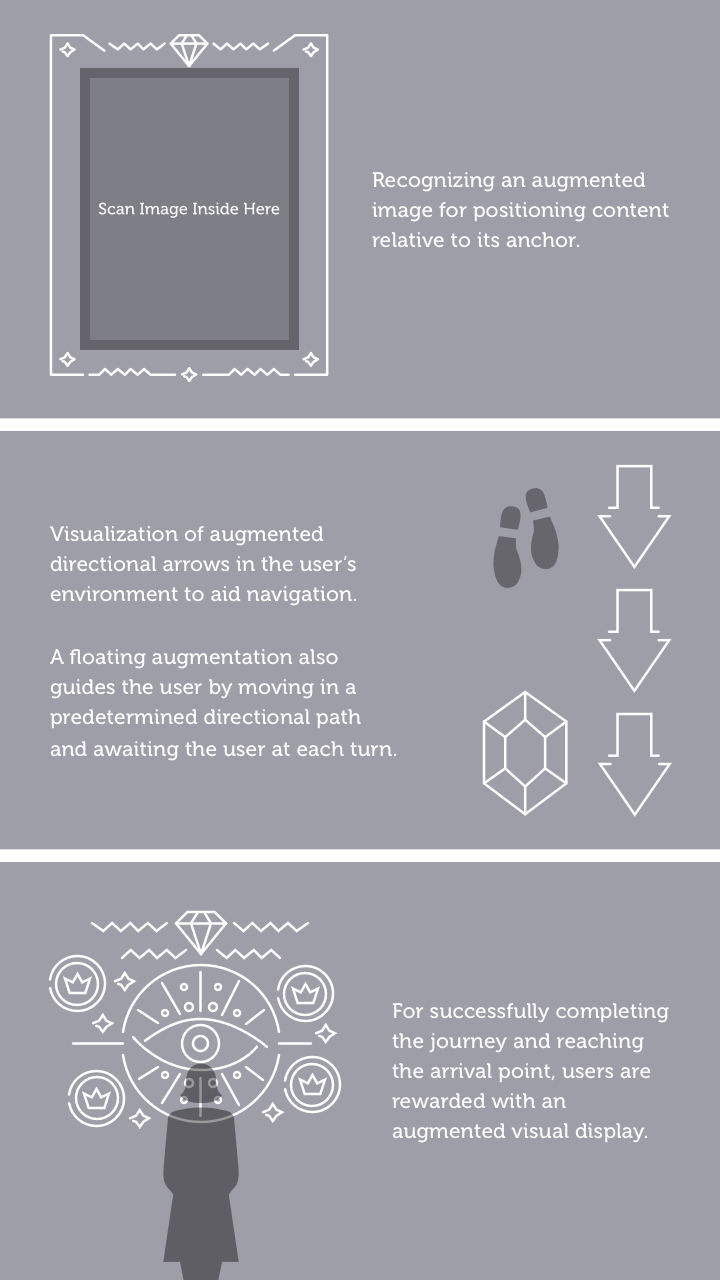 Scan Image Inside Here
Recognizing an augmented
image for positioning content
relative to its anchor.
Visualization of augmented
directional arrows in the user’s
environment to aid navigation.
A floating augmentation also
guides the user by moving in a
predetermined directional path
and awaiting the user at each turn.
For successfully completing
the journey and reaching
the arrival point, users are
rewarded with an
augmented visual display.